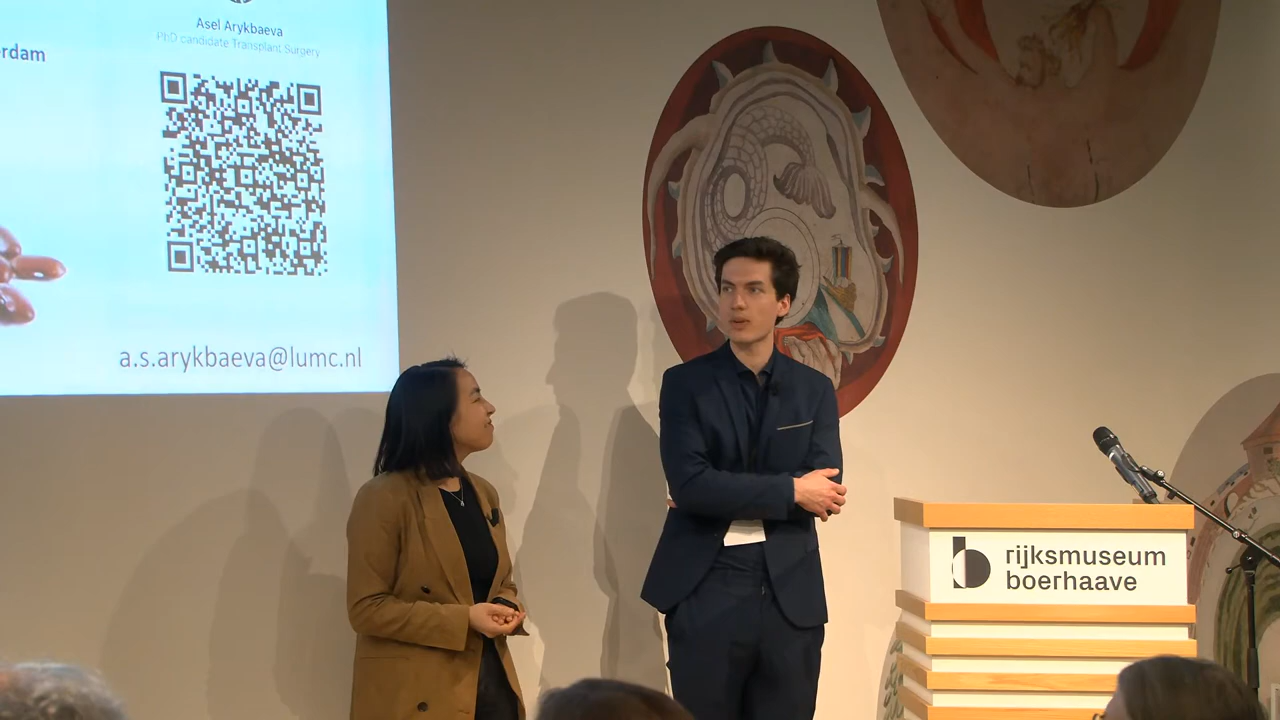 rdam
Asel Arykbaeva
PhD candidate Transplant Surgery
a.s.arykbaeva@lumc.nl
rijksmuseum
boerhaave